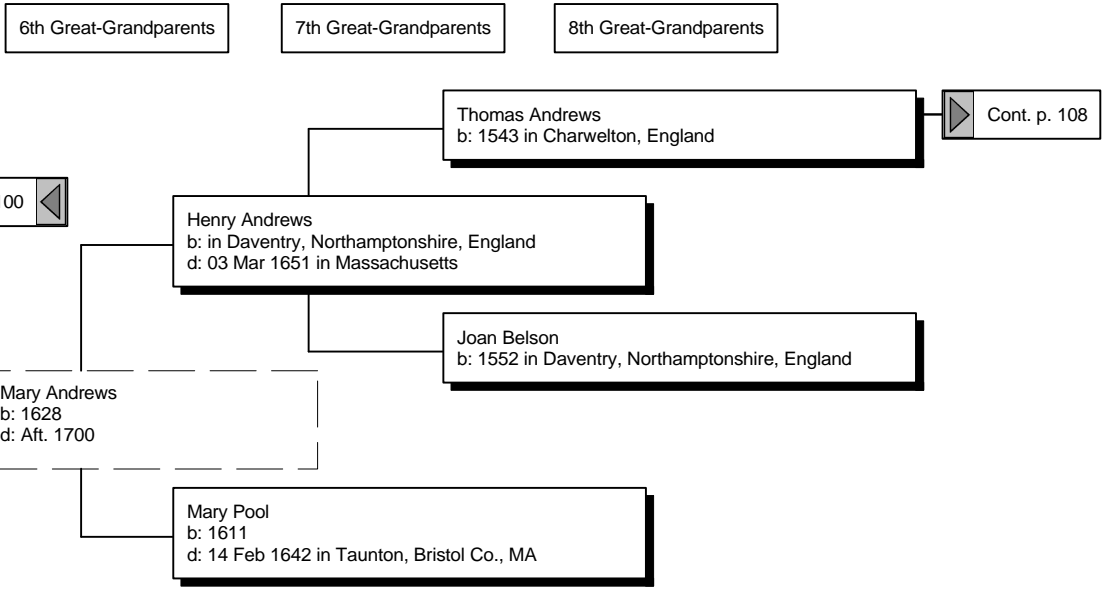 6th Great-Grandparents
7th Great-Grandparents
8th Great-Grandparents
Thomas Andrews
b: 1543 in Charwelton, England
Cont. p. 108
00
Henry Andrews
b: in Daventry, Northamptonshire, England
d: 03 Mar 1651 in Massachusetts
Joan Belson
b: 1552 in Daventry, Northamptonshire, England
Mary Andrews
b: 1628
d: Aft. 1700
Mary Pool
b: 1611
d: 14 Feb 1642 in Taunton, Bristol Co., MA